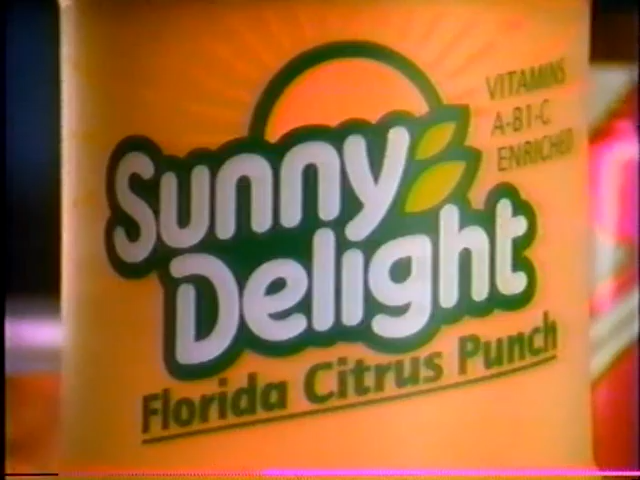 Sunny
Delight
VITAMINS
A-B1-C
ENRICHED
Florida Citrus Punch